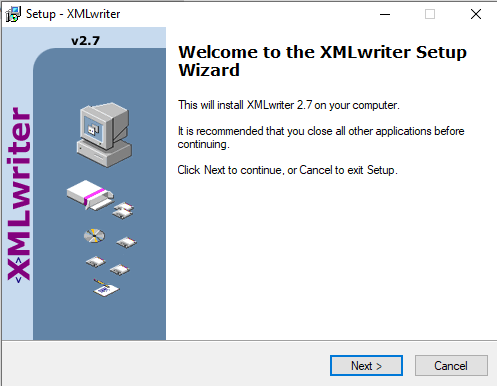 Setup - XMLwriter
v2.7
<XMLwriter>
Welcome to the XMLwriter Setup
Wizard
This will install XMLwriter 2.7 on your computer.
It is recommended that you close all other applications before
continuing.
Click Next to continue, or Cancel to exit Setup.
Next >
Cancel